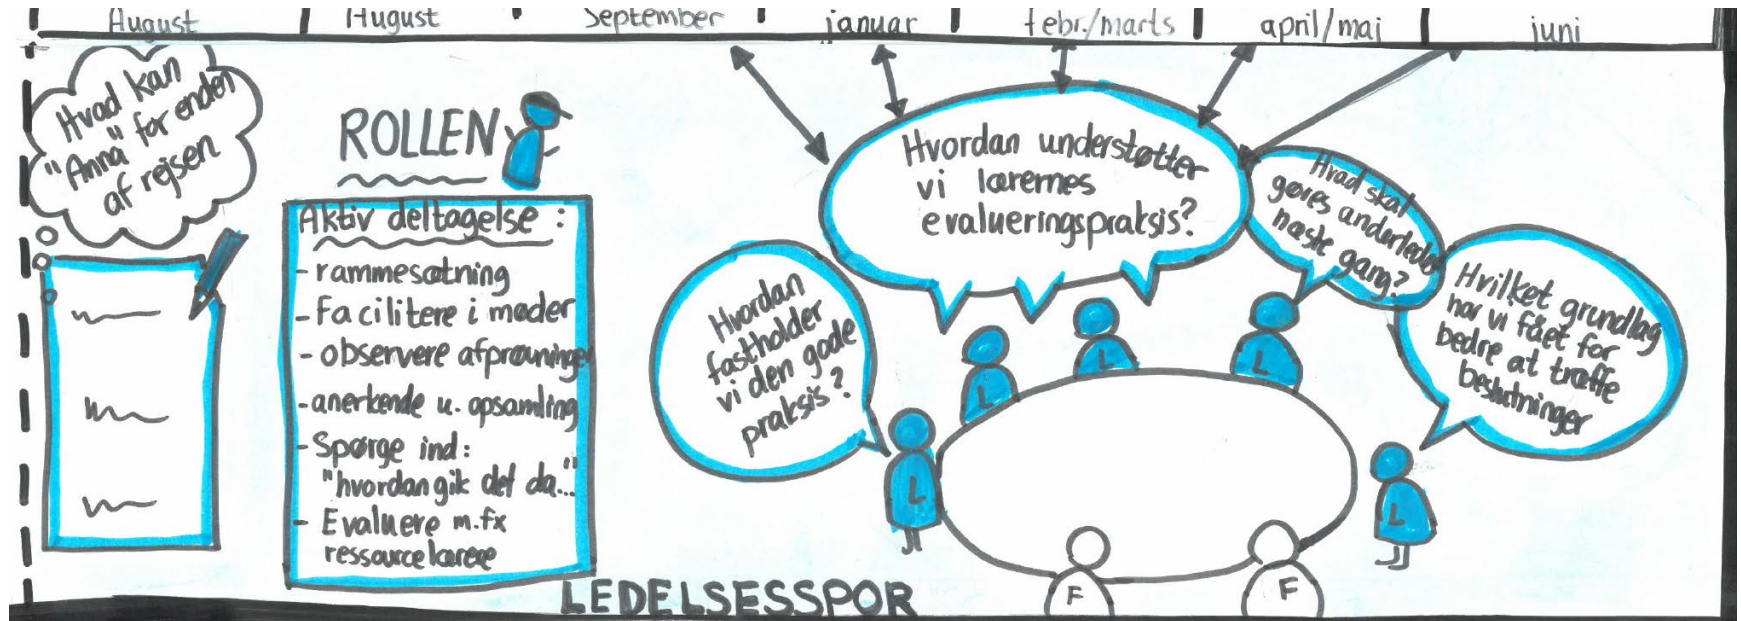 August
August
September
januar
febr./marts
april/maj
juni
Hvad kan
"Anna" for enden
af rejsen
ROLLEN
Aktiv deltagelse :
- rammesætning
- Facilitere i møder
- observere afprøvninger
- anerkende u. opsamling
- Spørge ind:
"hvordan gik det da..."
- Evaluere m.fx
ressourcelærere
Hvordan
fastholder
vi den gode
praksis?
Hvordan understøtter
vi lærernes
evalueringspraksis?
Hvad skal
gøres anderledes
næste gang?
Hvilket grundlag
har vi fået for
bedre at træffe
beslutninger
L
L
L
L
L
F
F
LEDELSESSPOR